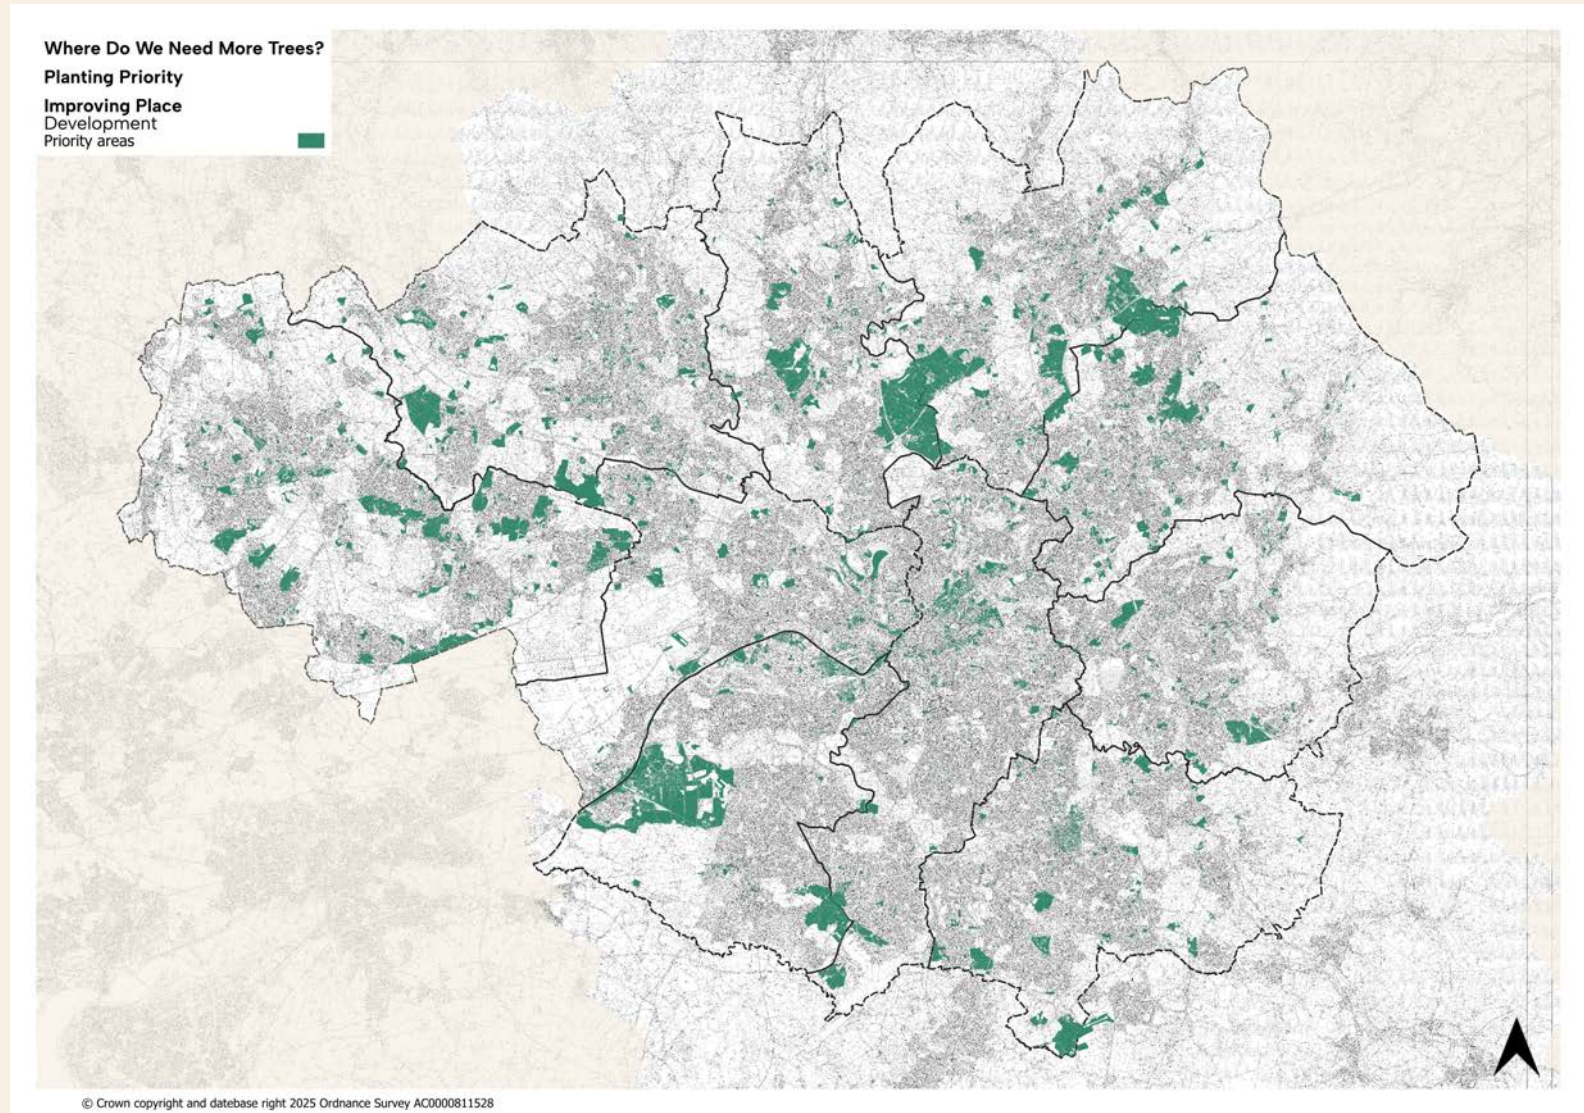 Where Do We Need More Trees?
Planting Priority
Improving Place
Development
Priority areas
© Crown copyright and datebase right 2025 Ordnance Survey AC0000811528